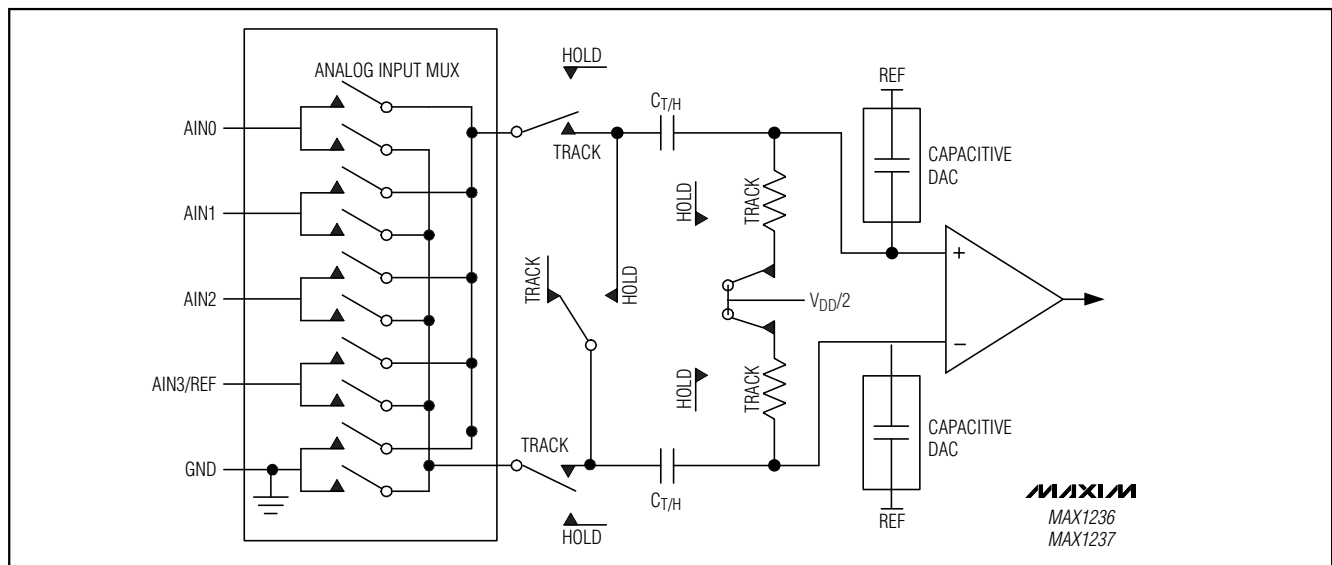 ANALOG INPUT MUX
HOLD
REF
AIN0
C_T/H
TRACK
CAPACITIVE
DAC
HOLD
TRACK
AIN1
TRACK
HOLD
AIN2
V_DD/2
HOLD
TRACK
AIN3/REF
GND
TRACK
C_T/H
HOLD
CAPACITIVE
DAC
REF
+
−
MAXIM
MAX1236
MAX1237